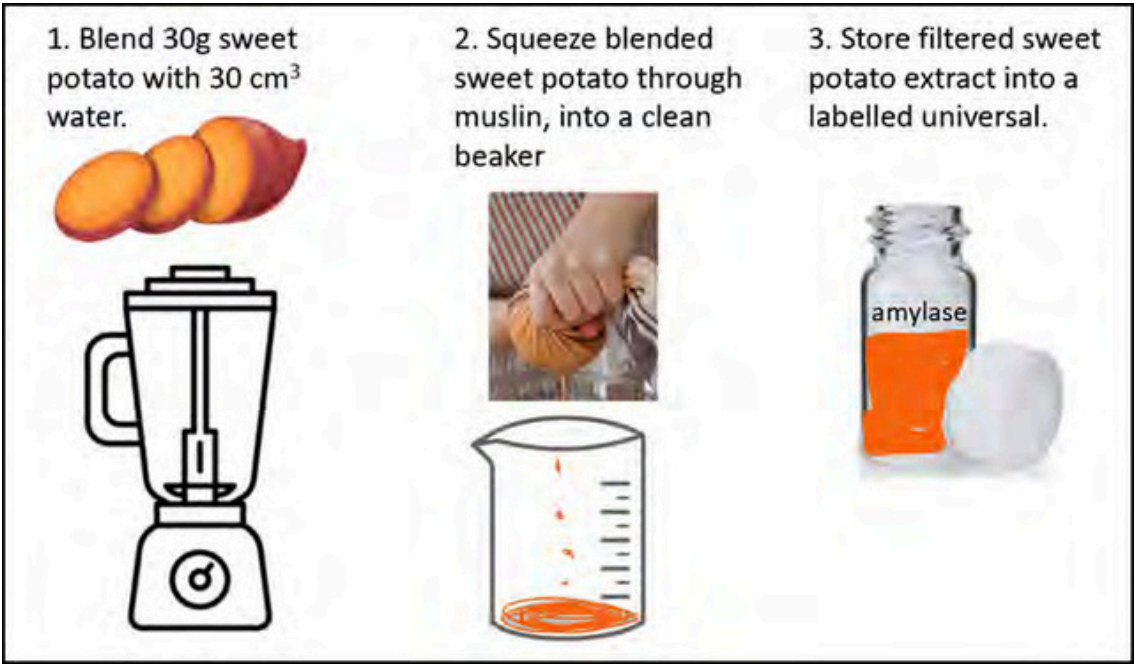 1. Blend 30g sweet
potato with 30 cm³
water.
2. Squeeze blended
sweet potato through
muslin, into a clean
beaker
3. Store filtered sweet
potato extract into a
labelled universal.
amylase